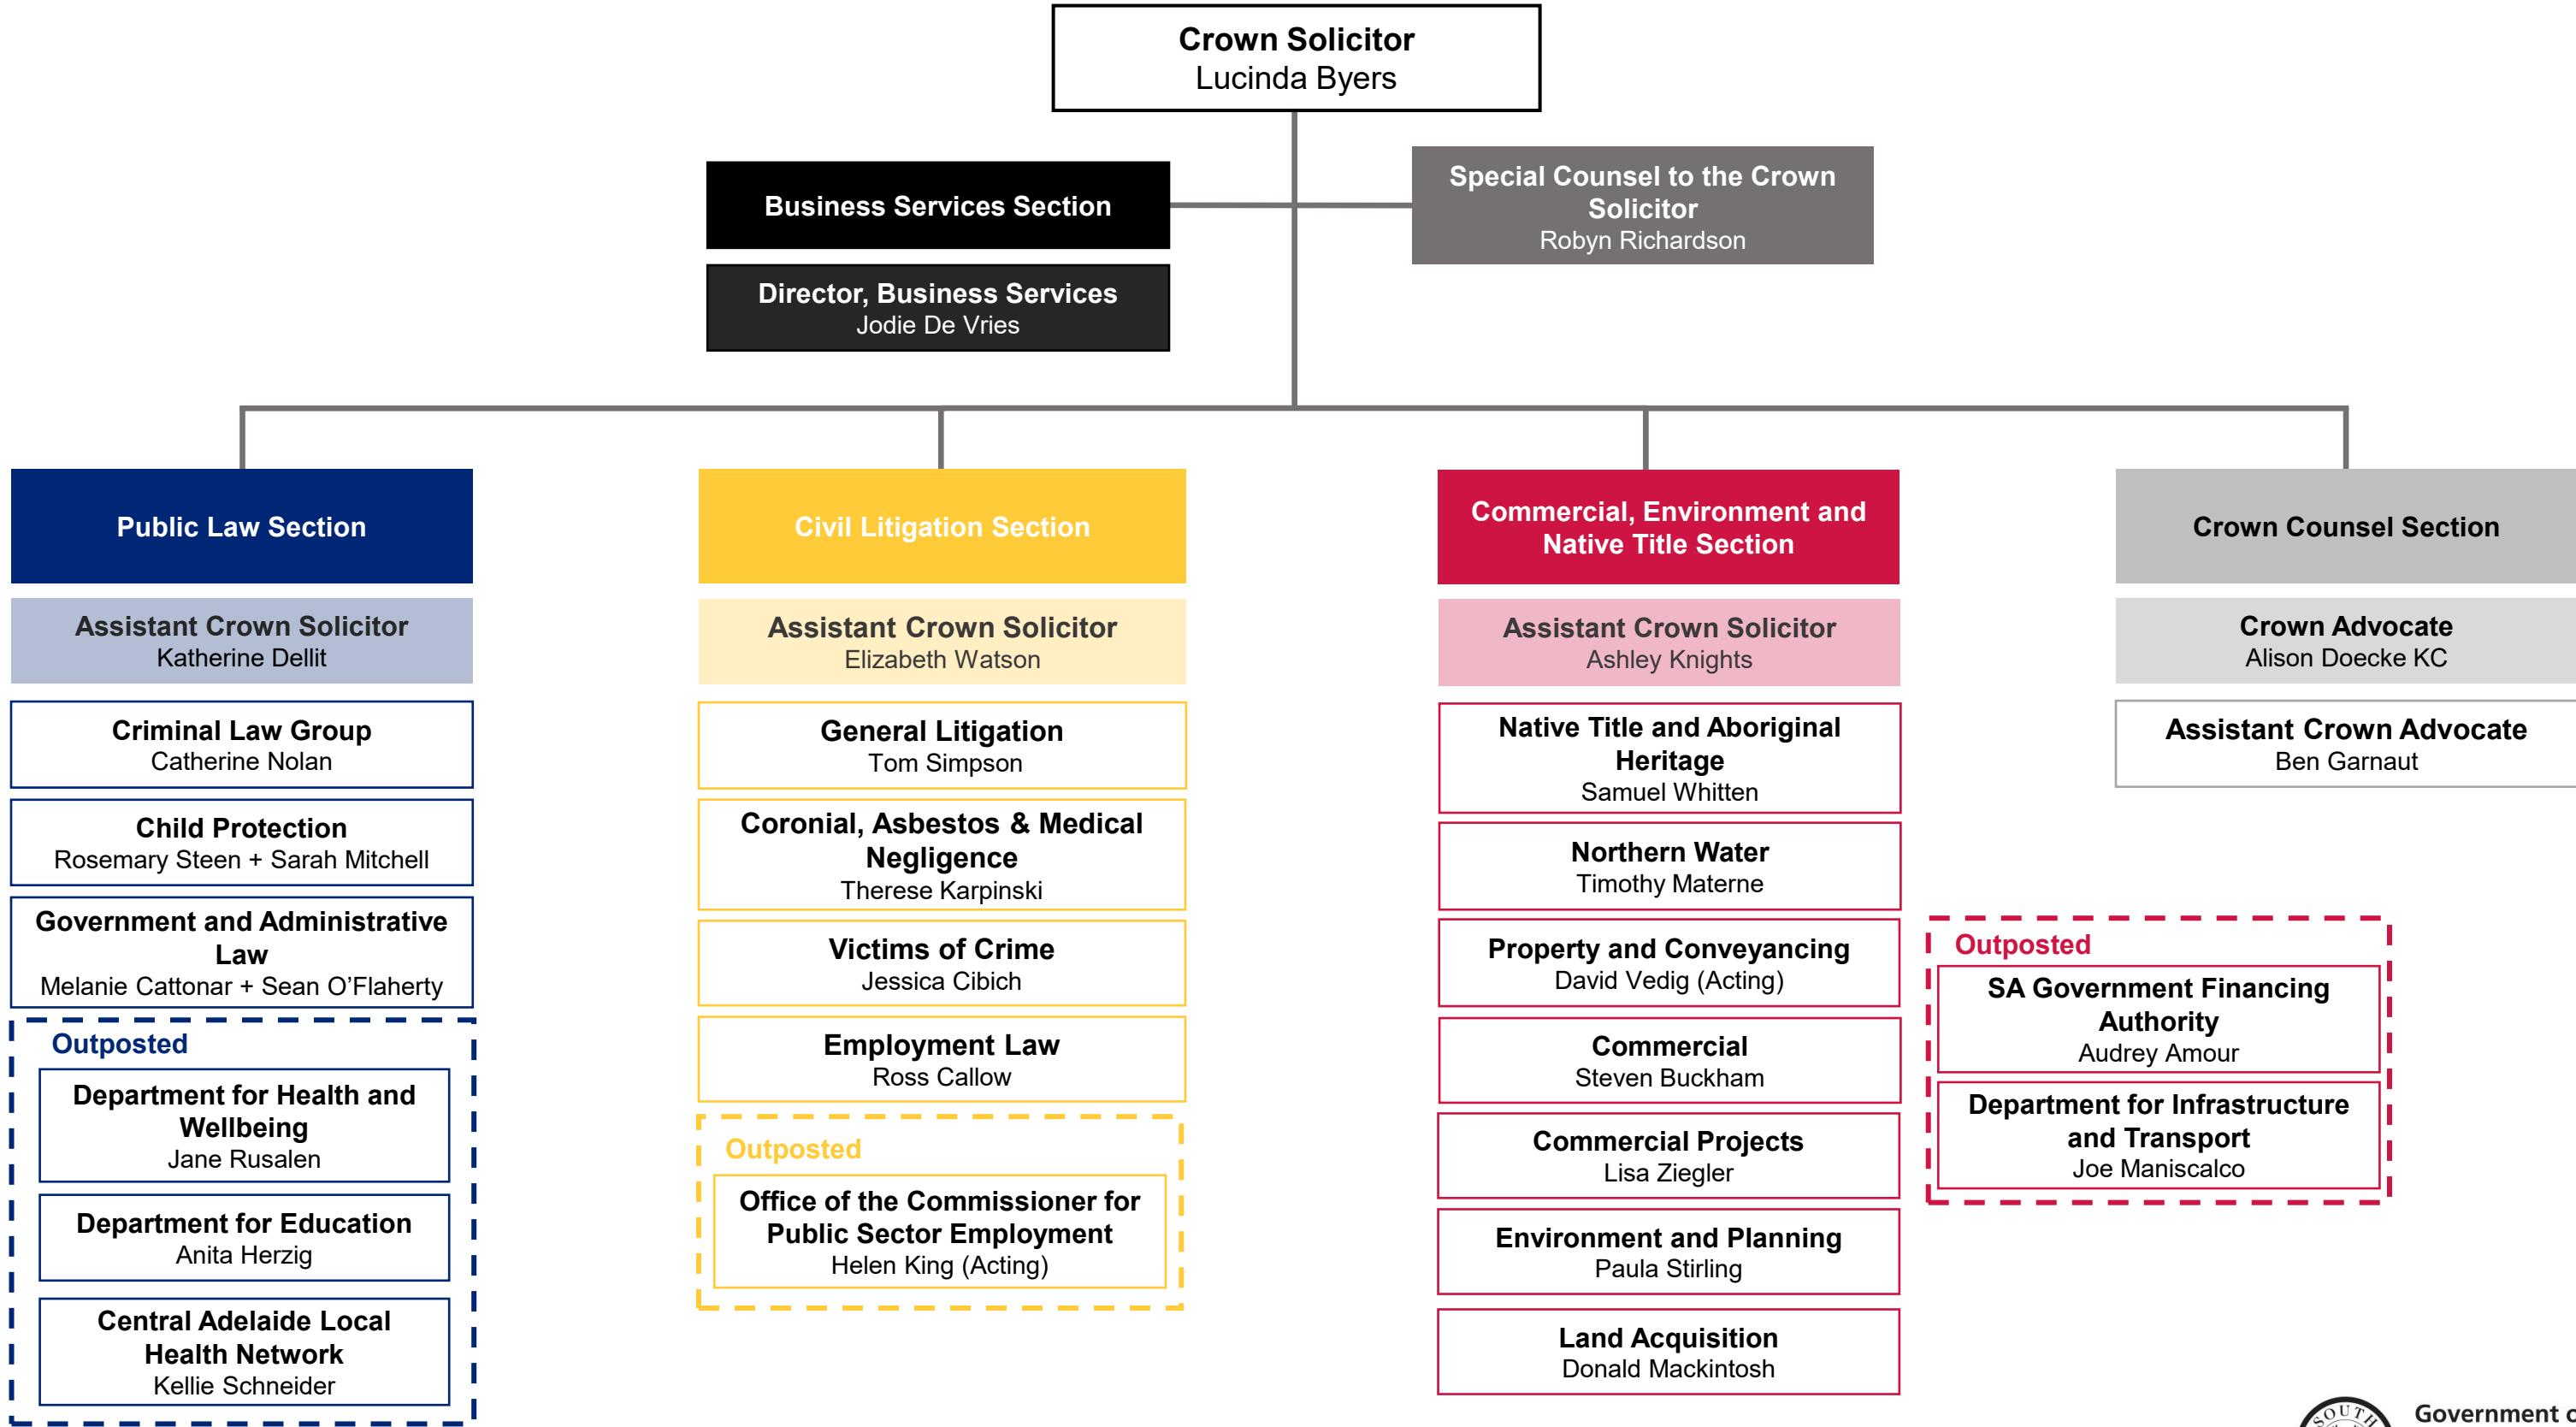 Crown Solicitor
Lucinda Byers
Business Services Section
Special Counsel to the Crown
Solicitor
Robyn Richardson
Director, Business Services
Jodie De Vries
Public Law Section
Assistant Crown Solicitor
Katherine Dellit
Criminal Law Group
Catherine Nolan
Child Protection
Rosemary Steen + Sarah Mitchell
Government and Administrative
Law
Melanie Cattonar + Sean O’Flaherty
Outposted
Department for Health and
Wellbeing
Jane Rusalen
Department for Education
Anita Herzig
Central Adelaide Local
Health Network
Kellie Schneider
Civil Litigation Section
Assistant Crown Solicitor
Elizabeth Watson
General Litigation
Tom Simpson
Coronial, Asbestos & Medical
Negligence
Therese Karpinski
Victims of Crime
Jessica Cibich
Employment Law
Ross Callow
Outposted
Office of the Commissioner for
Public Sector Employment
Helen King (Acting)
Commercial, Environment and
Native Title Section
Assistant Crown Solicitor
Ashley Knights
Native Title and Aboriginal
Heritage
Samuel Whitten
Northern Water
Timothy Materne
Property and Conveyancing
David Vedig (Acting)
Commercial
Steven Buckham
Commercial Projects
Lisa Ziegler
Environment and Planning
Paula Stirling
Land Acquisition
Donald Mackintosh
Outposted
SA Government Financing
Authority
Audrey Amour
Department for Infrastructure
and Transport
Joe Maniscalco
Crown Counsel Section
Crown Advocate
Alison Doecke KC
Assistant Crown Advocate
Ben Garnaut
SOUTH
Government